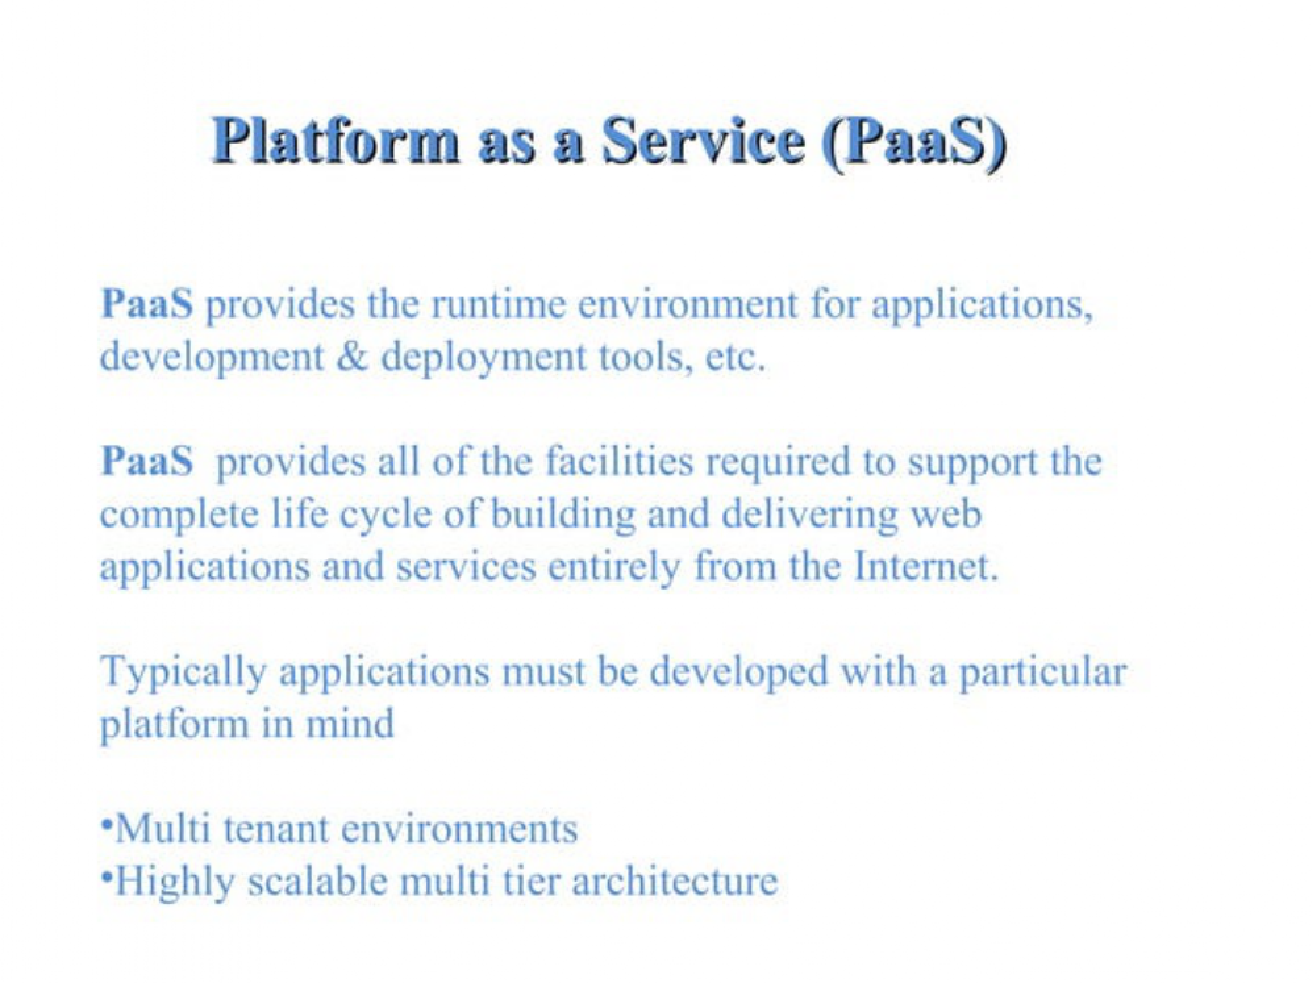 Platform as a Service (PaaS)
PaaS provides the runtime environment for applications,
development & deployment tools, etc.
PaaS  provides all of the facilities required to support the
complete life cycle of building and delivering web
applications and services entirely from the Internet.
Typically applications must be developed with a particular
platform in mind
•Multi tenant environments
•Highly scalable multi tier architecture